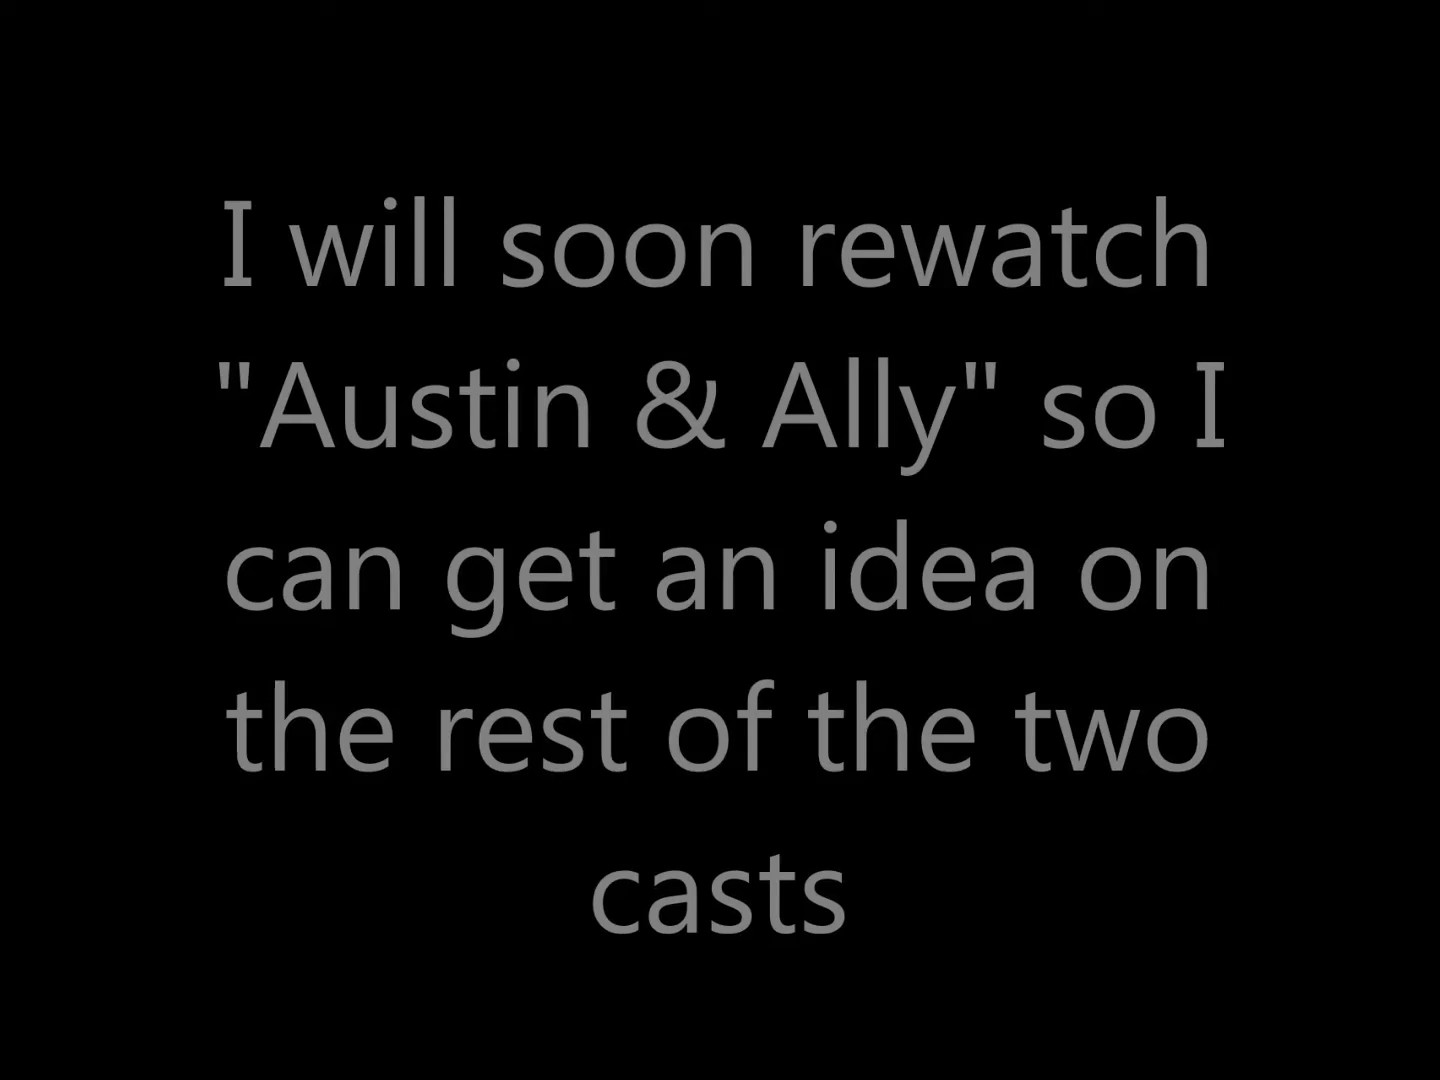 I will soon rewatch
"Austin & Ally" so I
can get an idea on
the rest of the two
casts